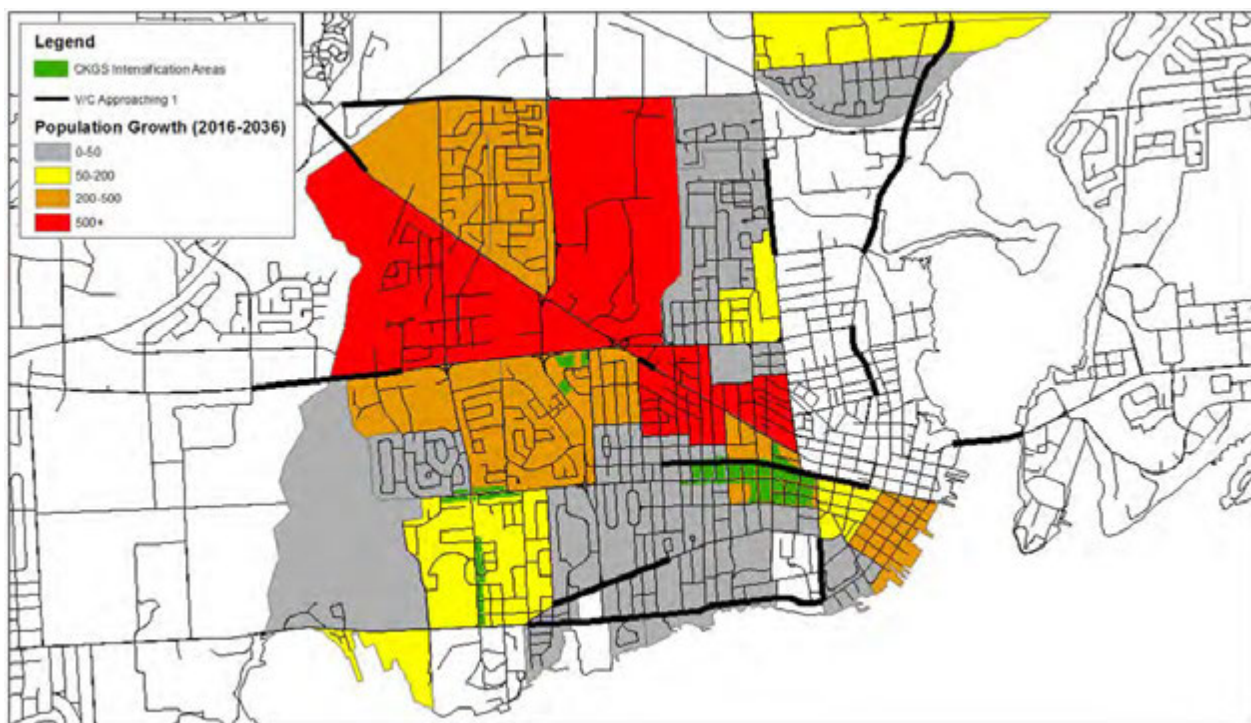 Legend
CKGS Intensification Areas
V/C Approaching 1
Population Growth (2016-2036)
0-50
50-200
200-500
500+